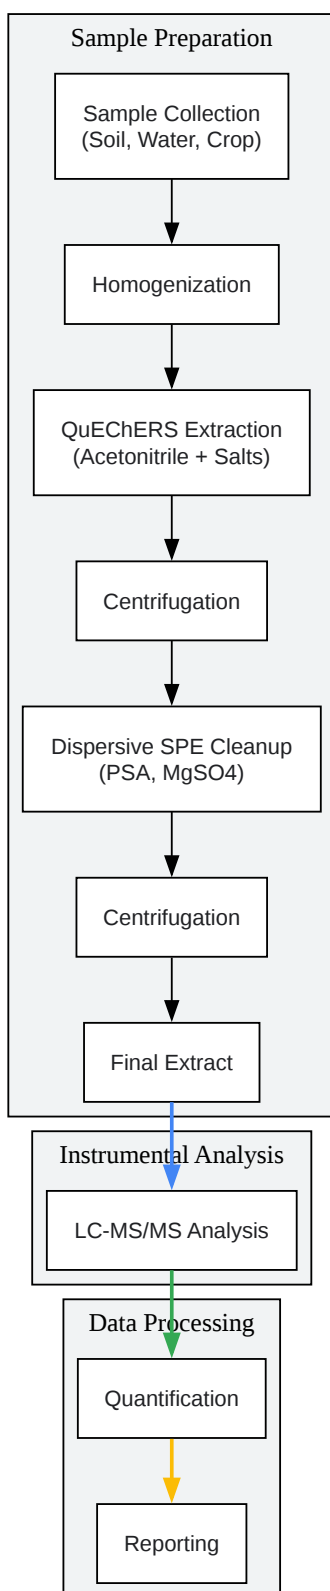 Sample Preparation
Sample Collection
(Soil, Water, Crop)
Homogenization
QuEChERS Extraction
(Acetonitrile + Salts)
Centrifugation
Dispersive SPE Cleanup
(PSA, MgSO4)
Centrifugation
Final Extract
Instrumental Analysis
LC-MS/MS Analysis
Data Processing
Quantification
Reporting